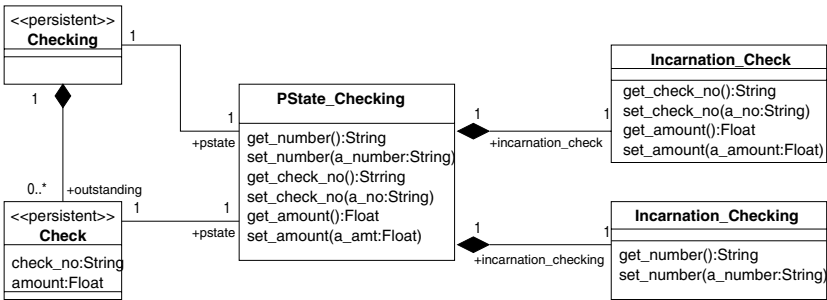 <<persistent>>
Checking
1
1
1
+pstate
0..*
+outstanding
<<persistent>>
Check
check_no:String
amount:Float
1
1
+pstate
PState_Checking
get_number():String
set_number(a_number:String)
get_check_no():Strring
set_check_no(a_no:String)
get_amount():Float
set_amount(a_amt:Float)
1
1
+incarnation_check
Incarnation_Check
get_check_no():String
set_check_no(a_no:String)
get_amount():Float
set_amount(a_amount:Float)
1
1
+incarnation_checking
Incarnation_Checking
get_number():String
set_number(a_number:String)